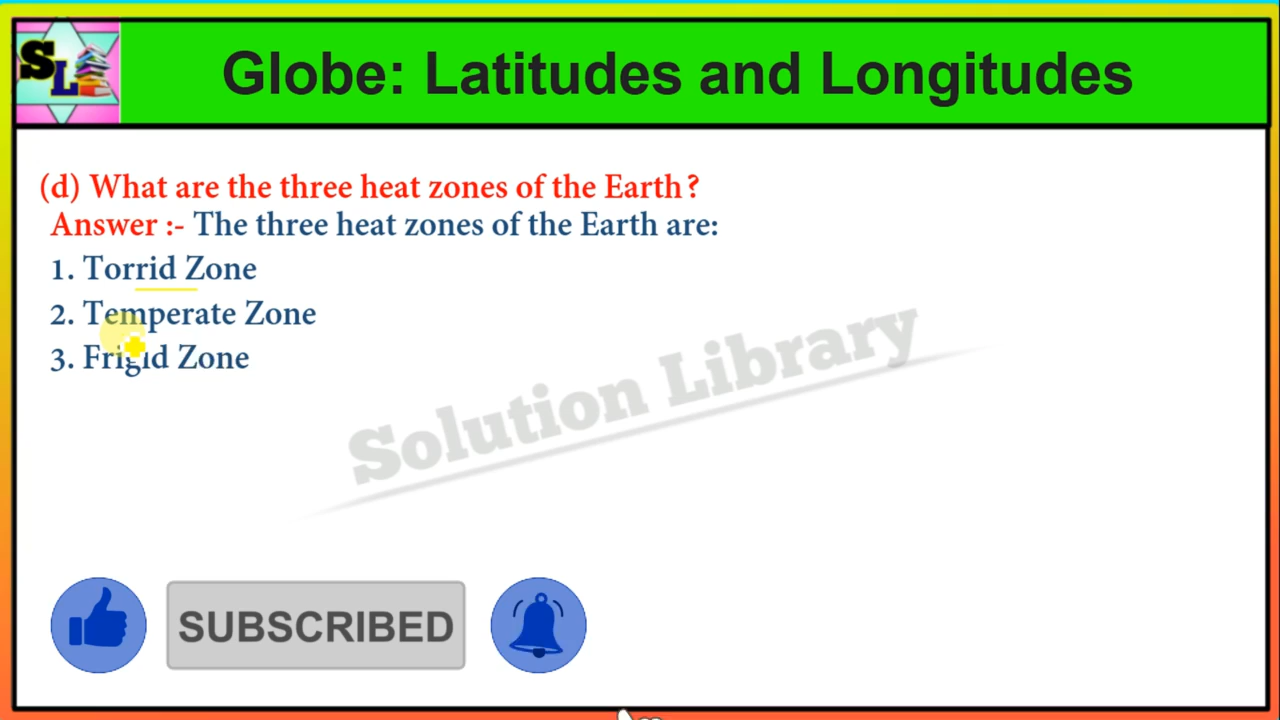 SL
Globe: Latitudes and Longitudes
(d) What are the three heat zones of the Earth?
Answer :- The three heat zones of the Earth are:
1. Torrid Zone
2. Temperate Zone
3. Frigid Zone
Solution Library
SUBSCRIBED